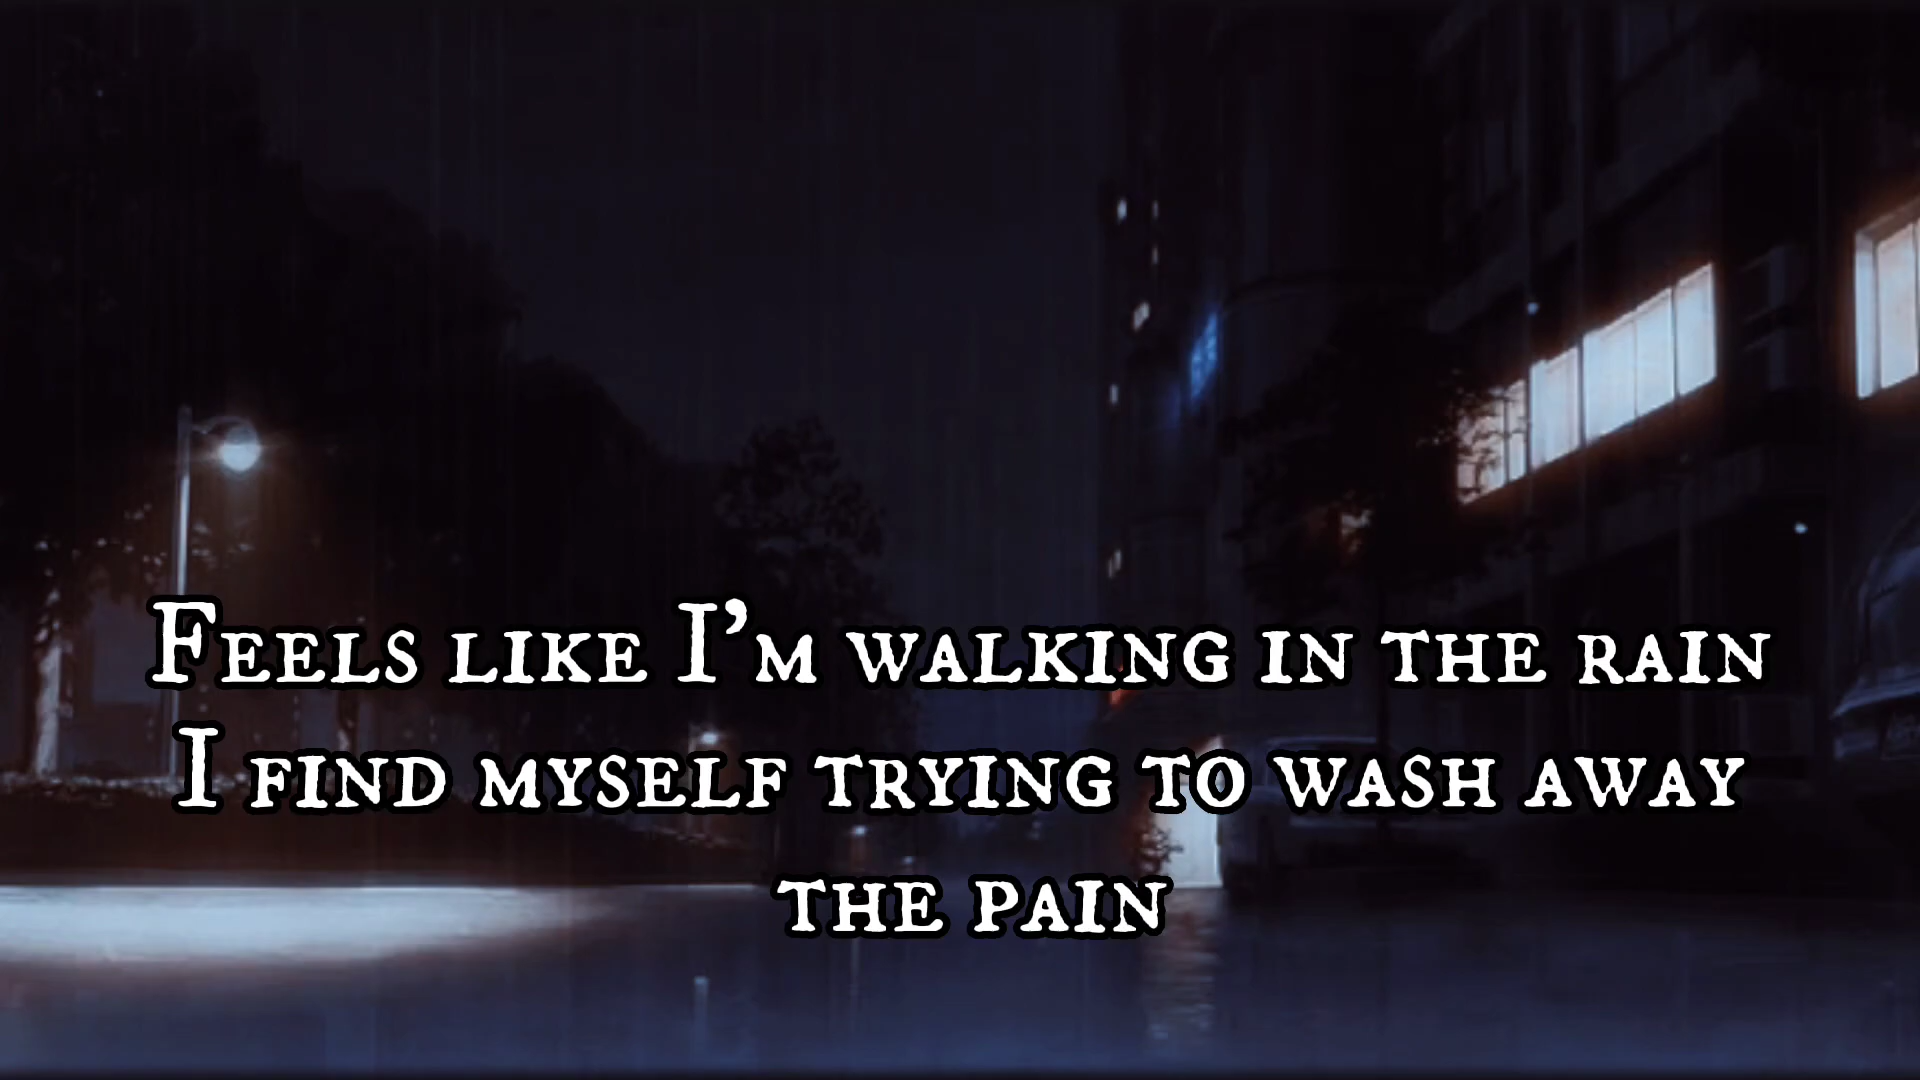 Feels like I'm walking in the rain
I find myself trying to wash away
the pain